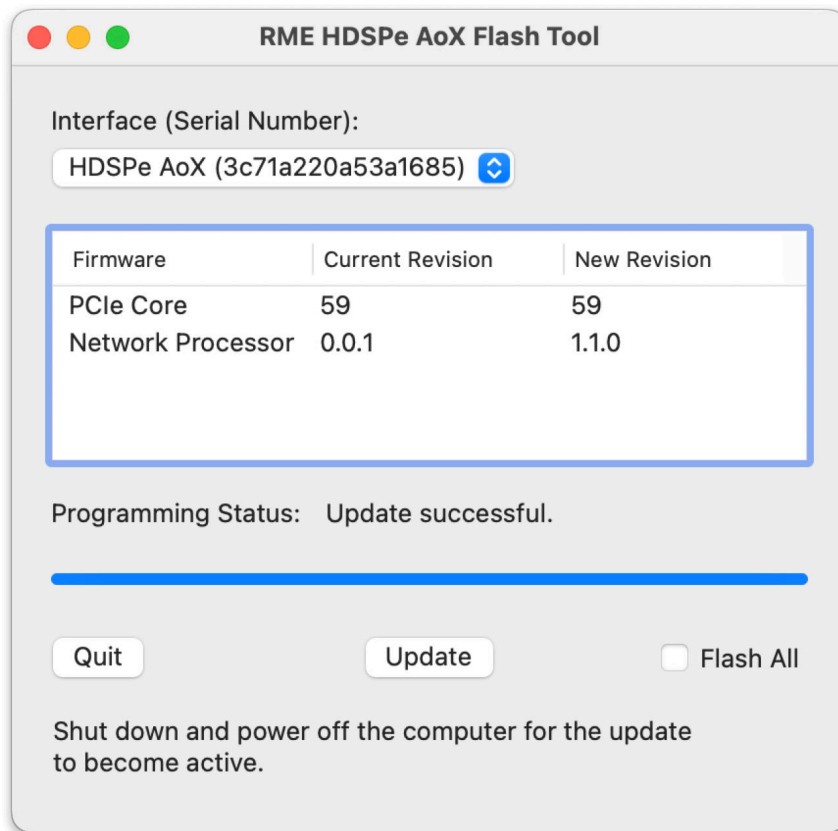 RME HDSPe AoX Flash Tool
Interface (Serial Number):
HDSPe AoX (3c71a220a53a1685)
Firmware Current Revision New Revision
PCIe Core 59 59
Network Processor 0.0.1 1.1.0
Programming Status: Update successful.
Quit Update Flash All
Shut down and power off the computer for the update
to become active.